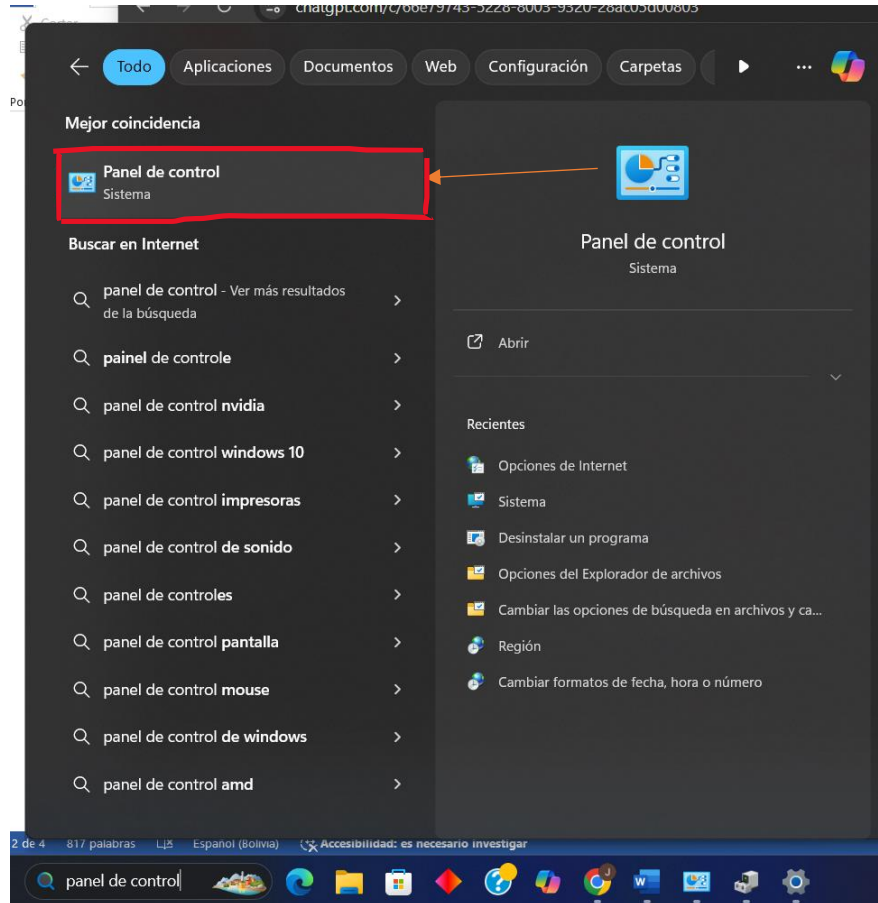 chatgpt.com/c/66e79743-5228-8003-9320-28ac05d00803
Todo Aplicaciones Documentos Web Configuración Carpetas
Mejor coincidencia
Panel de control
Sistema
Buscar en Internet
panel de control - Ver más resultados
de la búsqueda
painel de controle
panel de control nvidia
panel de control windows 10
panel de control impresoras
panel de control de sonido
panel de controles
panel de control pantalla
panel de control mouse
panel de control de windows
panel de control amd
Panel de control
Sistema
Abrir
Recientes
Opciones de Internet
Sistema
Desinstalar un programa
Opciones del Explorador de archivos
Cambiar las opciones de búsqueda en archivos y ca...
Región
Cambiar formatos de fecha, hora o número
2 de 4 817 palabras Español (Bolivia) Accesibilidad: es necesario investigar
panel de control